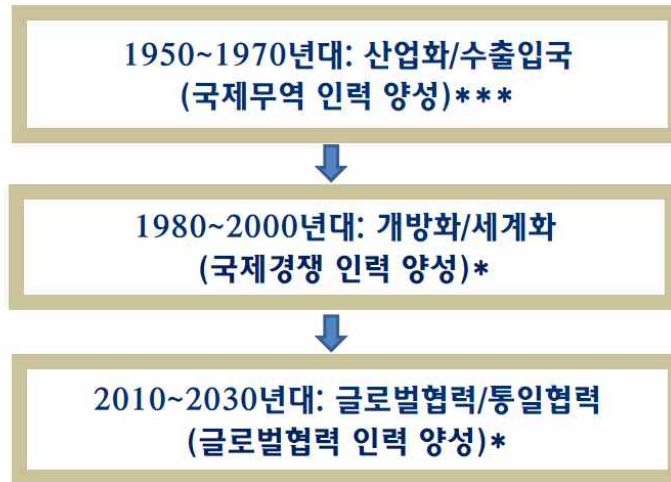 1950~1970년대: 산업화/수출입국
(국제무역 인력 양성)***
1980~2000년대: 개방화/세계화
(국제경쟁 인력 양성)*
2010~2030년대: 글로벌협력/통일협력
(글로벌협력 인력 양성)*